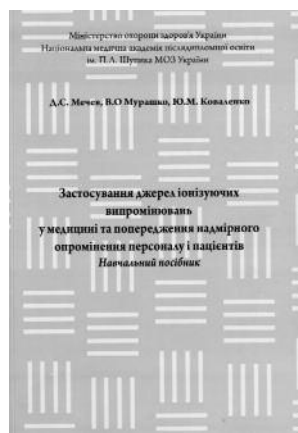 Міністерство охорони здоров'я України
Національна медична академія післядипломної освіти
ім. П.Л. Шупика МОЗ України
Д.С. Мечев, В.О Мурашко, Ю.М. Коваленко
Застосування джерел іонізуючих
випромінювань
у медицині та попередження надмірного
опромінення персоналу і пацієнтів
Навчальний посібник